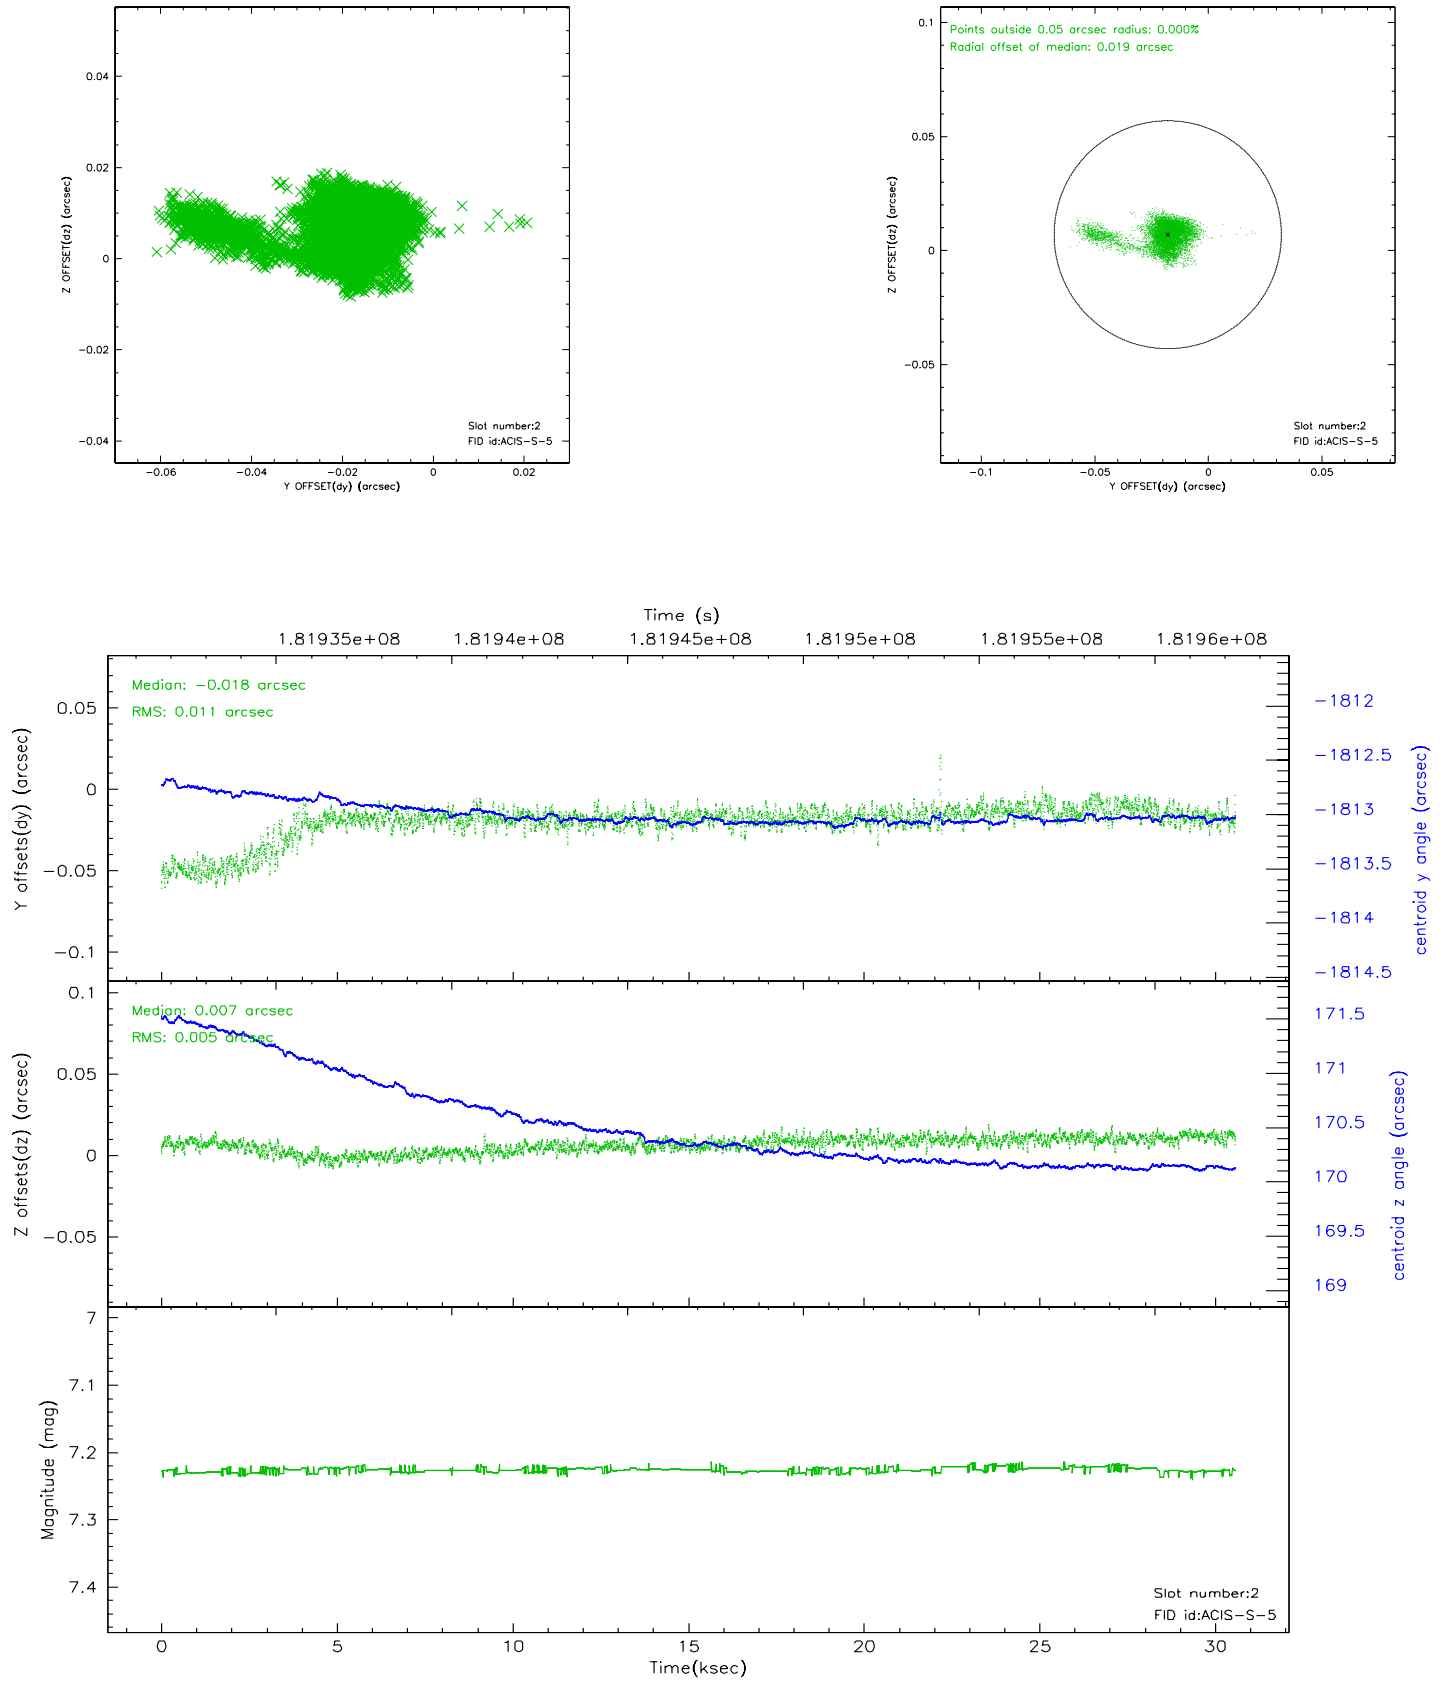 0.04
0.02
0
−0.02
−0.04
Z OFFSET(dz) (arcsec)
Slot number:2
FID id:ACIS−S−5
−0.06 −0.04 −0.02 0 0.02
Y OFFSET(dy) (arcsec)
Points outside 0.05 arcsec radius: 0.000%
Radial offset of median: 0.019 arcsec
0.1
0.05
0
−0.05
Z OFFSET(dz) (arcsec)
Slot number:2
FID id:ACIS−S−5
−0.1 −0.05 0 0.05
Y OFFSET(dy) (arcsec)
Time (s)
1.81935e+08 1.8194e+08 1.81945e+08 1.8195e+08 1.81955e+08 1.8196e+08
Median: −0.018 arcsec
RMS: 0.011 arcsec
0.05
0
−0.05
−0.1
Y offsets(dy) (arcsec)
−1812
−1812.5
−1813
−1813.5
−1814
−1814.5
centroid y angle (arcsec)
Median: 0.007 arcsec
RMS: 0.005 arcsec
0.1
0.05
0
−0.05
Z offsets(dz) (arcsec)
171.5
171
170.5
170
169.5
169
centroid z angle (arcsec)
7
7.1
7.2
7.3
7.4
Magnitude (mag)
Slot number:2
FID id:ACIS−S−5
0 5 10 15 20 25 30
Time(ksec)